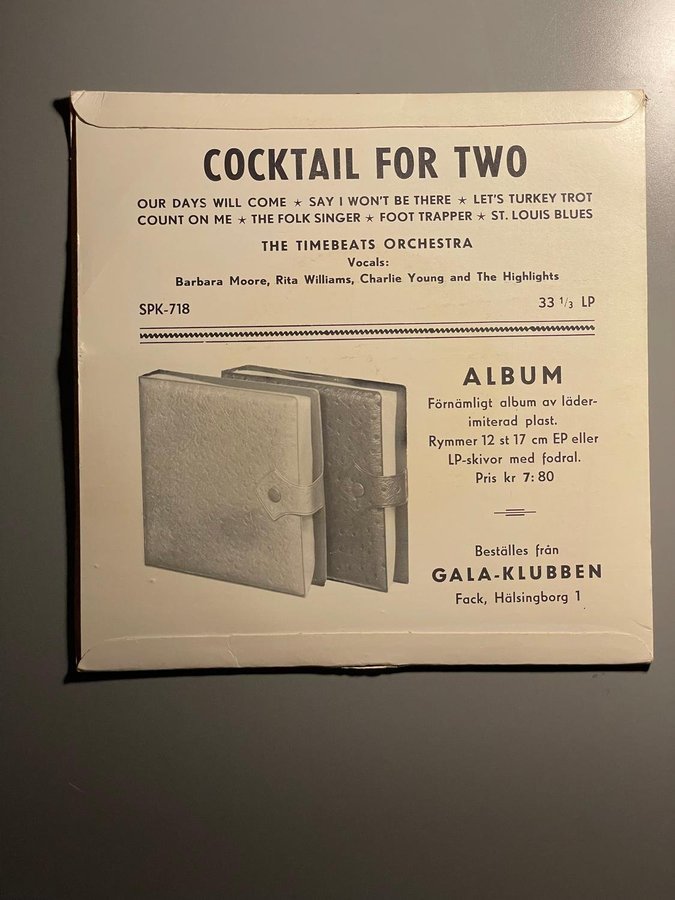 COCKTAIL FOR TWO
OUR DAYS WILL COME ★ SAY I WON'T BE THERE ★ LET'S TURKEY TROT
COUNT ON ME ★ THE FOLK SINGER ★ FOOT TRAPPER ★ ST. LOUIS BLUES
THE TIMEBEATS ORCHESTRA
Vocals:
Barbara Moore, Rita Williams, Charlie Young and The Highlights
SPK-718 33 1/3 LP
ALBUM
Förnämligt album av läder-
imiterad plast.
Rymmer 12 st 17 cm EP eller
LP-skivor med fodral.
Pris kr 7:80
Beställes från
GALA-KLUBBEN
Fack, Hälsingborg 1